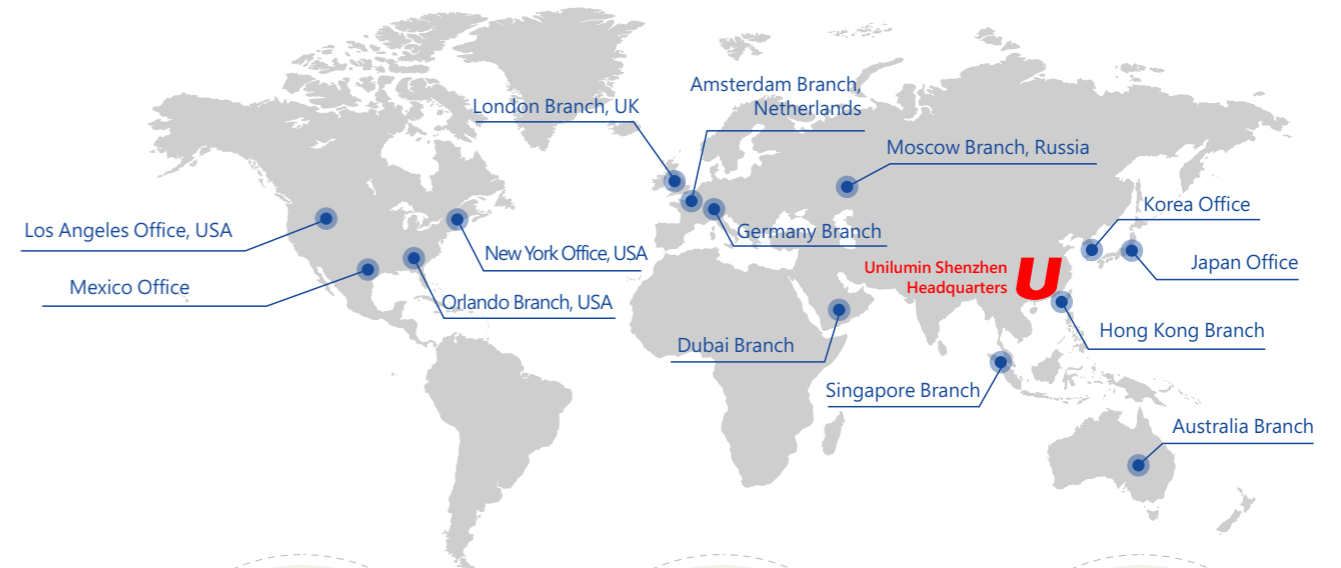 Amsterdam Branch,
Netherlands
London Branch, UK
Moscow Branch, Russia
Korea Office
Los Angeles Office, USA
Germany Branch
New York Office, USA
Japan Office
Unilumin Shenzhen
Headquarters
U
Mexico Office
Orlando Branch, USA
Hong Kong Branch
Dubai Branch
Singapore Branch
Australia Branch